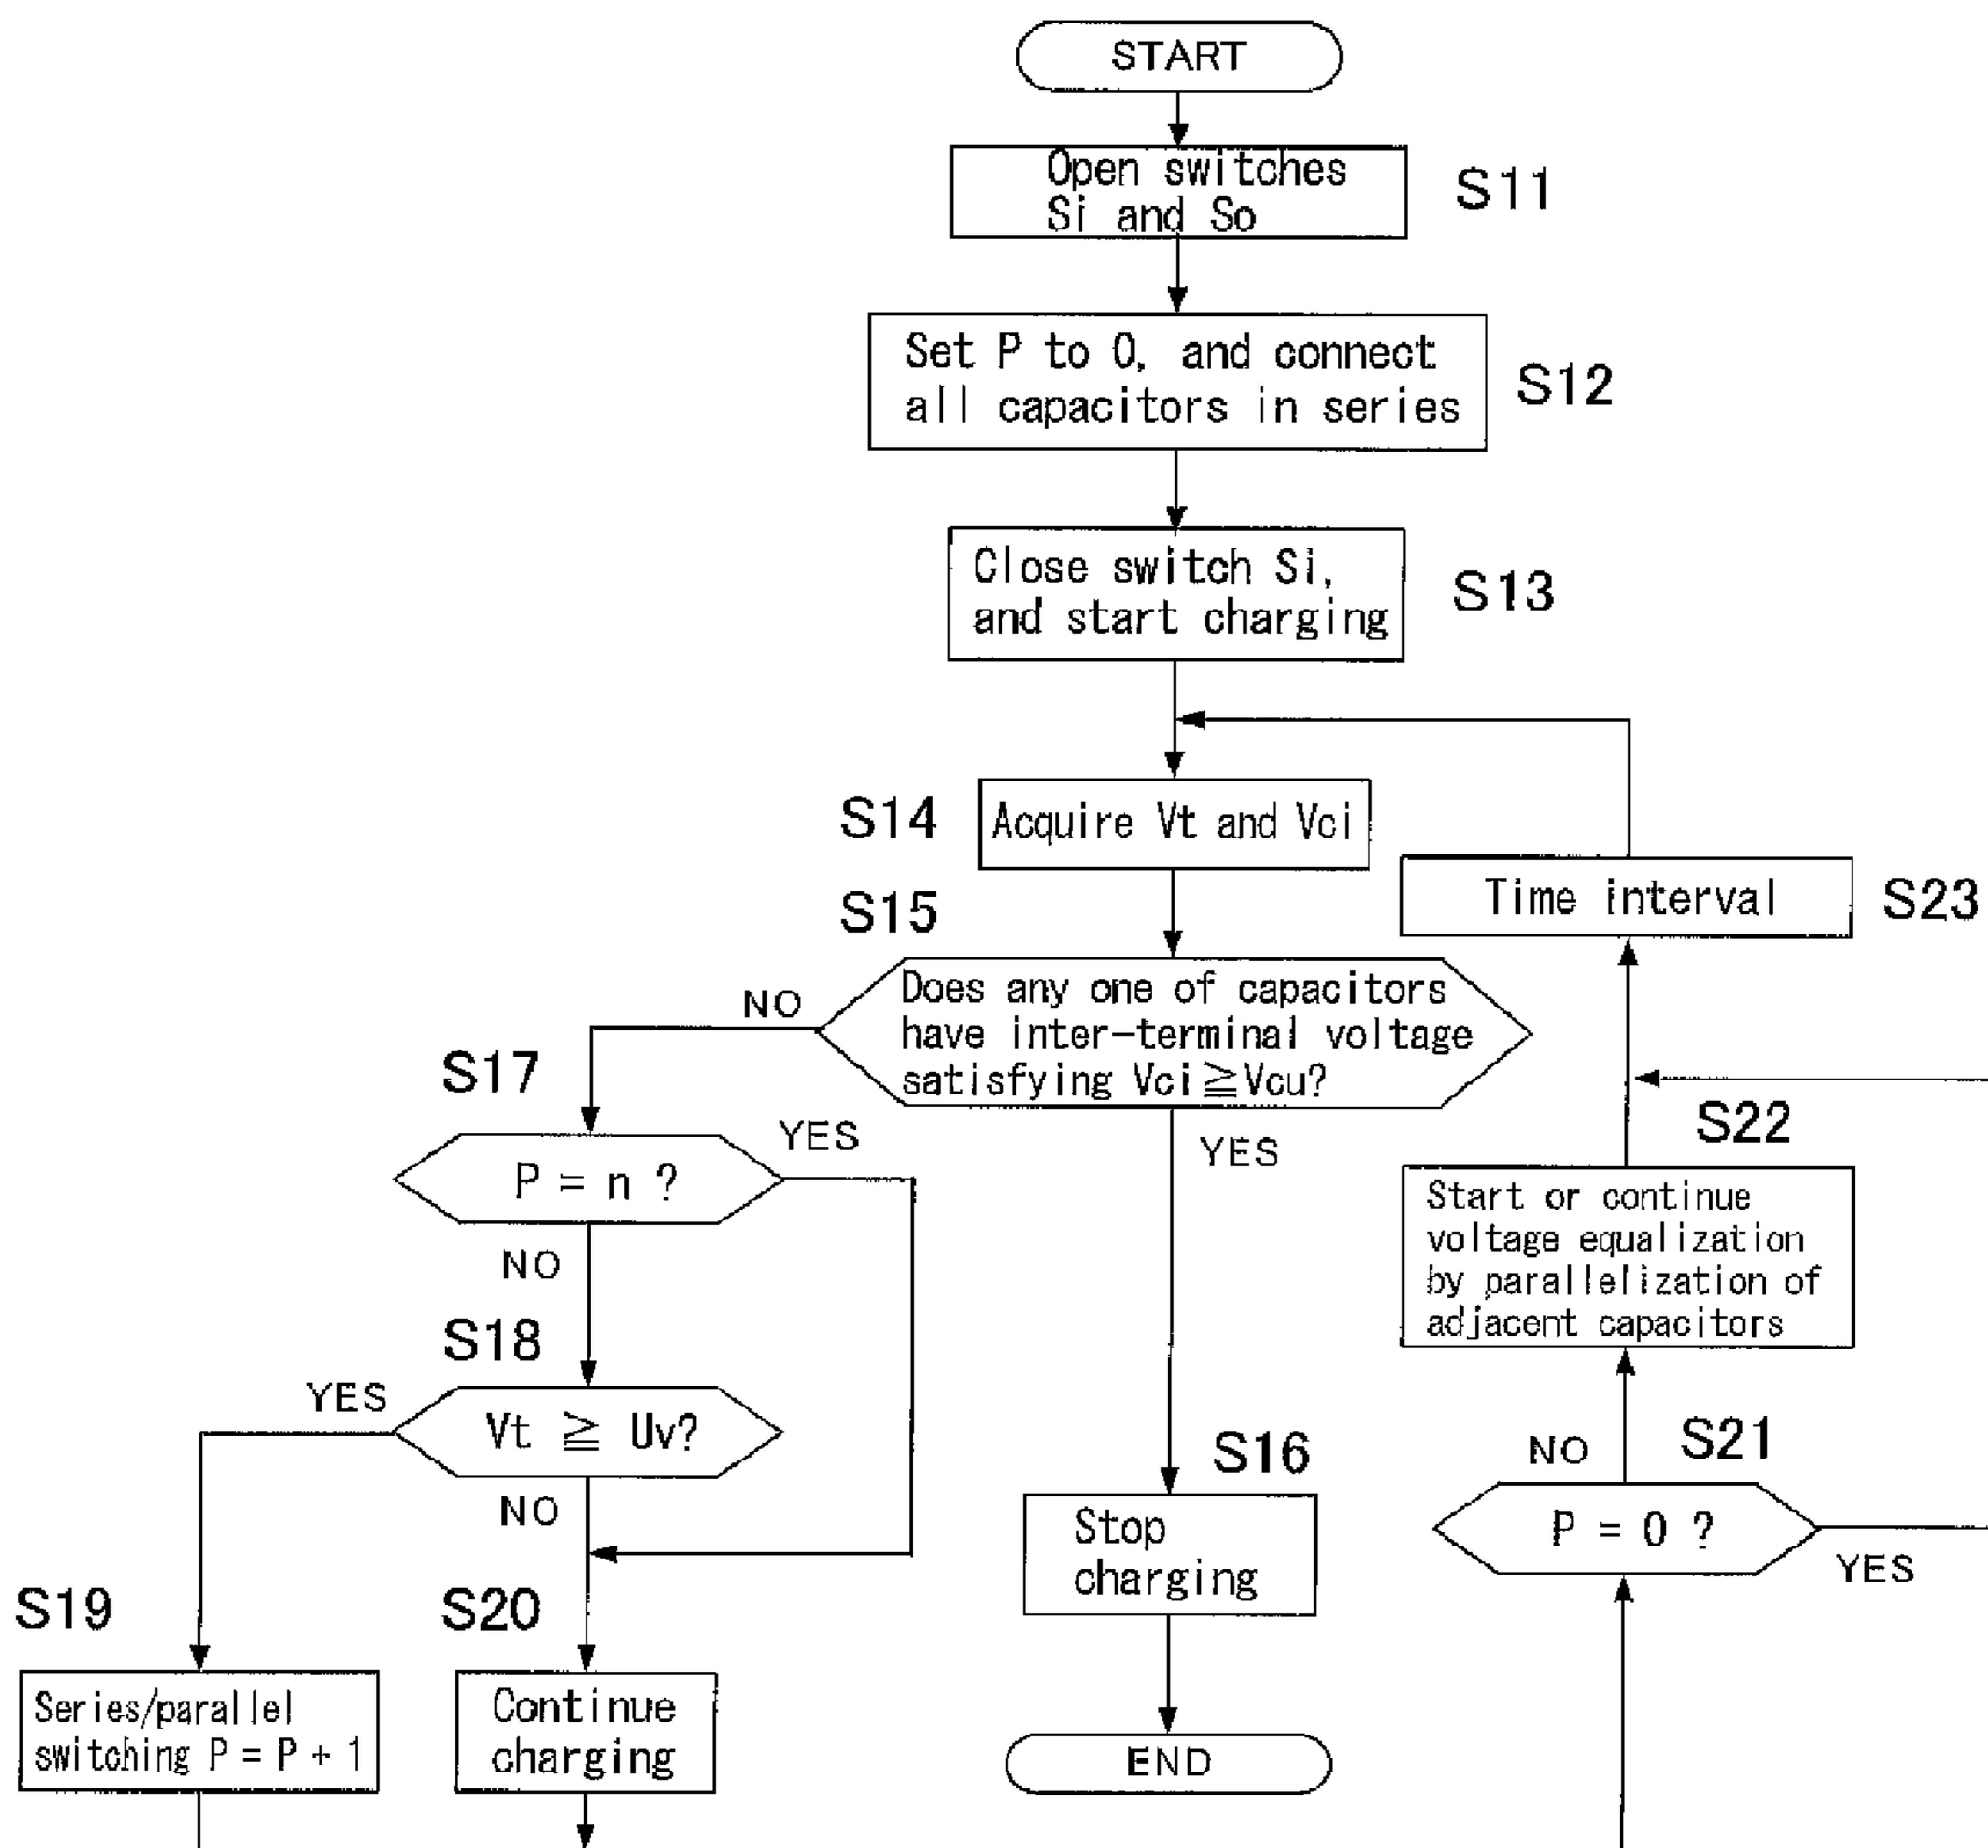 START
Open switches
Si and So
S11
Set P to 0, and connect
all capacitors in series
S12
Close switch Si,
and start charging
S13
S14
Acquire Vt and Vci
S15
Time interval
S23
Does any one of capacitors
have inter-terminal voltage
satisfying Vci≧Vcu?
NO
YES
S17
P = n ?
YES
NO
S22
Start or continue
voltage equalization
by parallelization of
adjacent capacitors
S18
Vt ≧ Uv?
YES
NO
S16
Stop
charging
NO
S21
P = 0 ?
YES
S19
Series/parallel
switching P = P + 1
S20
Continue
charging
END